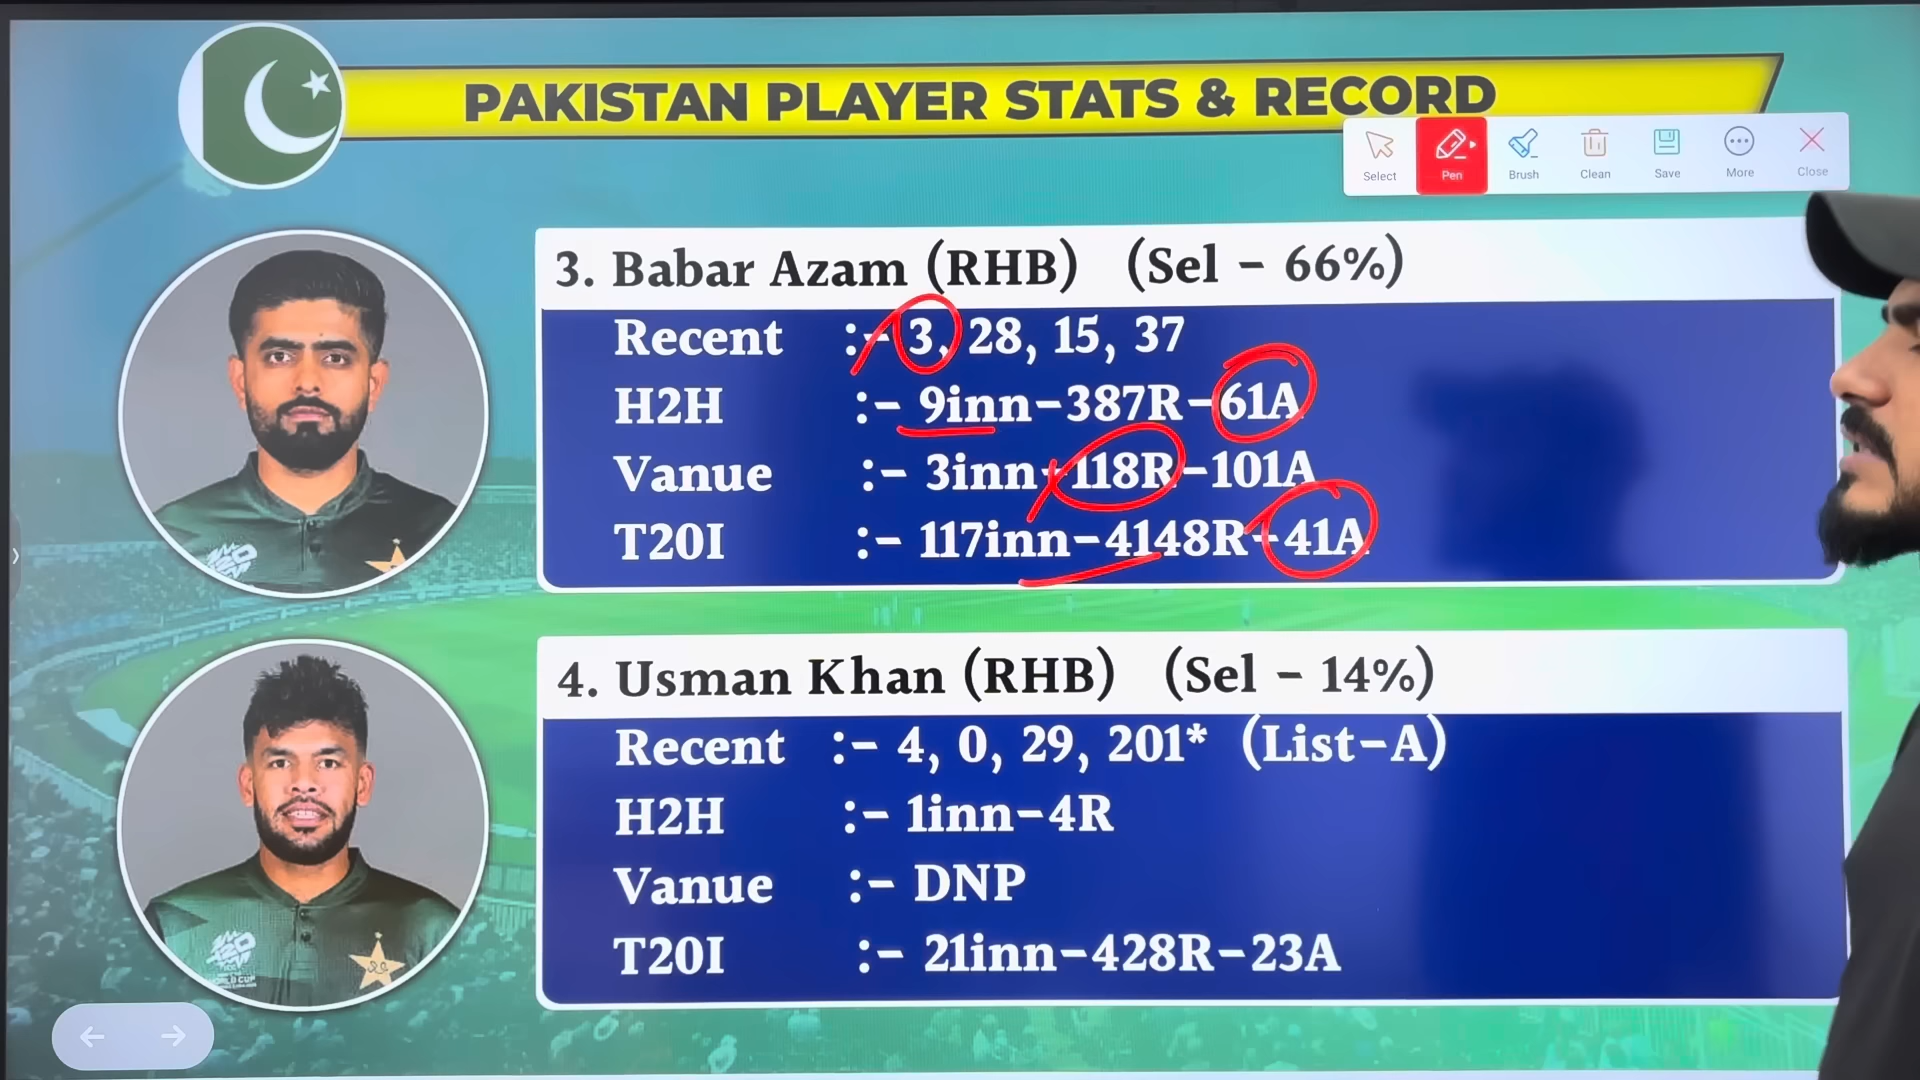 PAKISTAN PLAYER STATS & RECORD
Select Pen Brush Clean Save More Close
3. Babar Azam (RHB) (Sel - 66%)
Recent :- 3, 28, 15, 37
H2H :- 9inn-387R-61A
Vanue :- 3inn-118R-101A
T20I :- 117inn-4148R-41A
4. Usman Khan (RHB) (Sel - 14%)
Recent :- 4, 0, 29, 201* (List-A)
H2H :- 1inn-4R
Vanue :- DNP
T20I :- 21inn-428R-23A